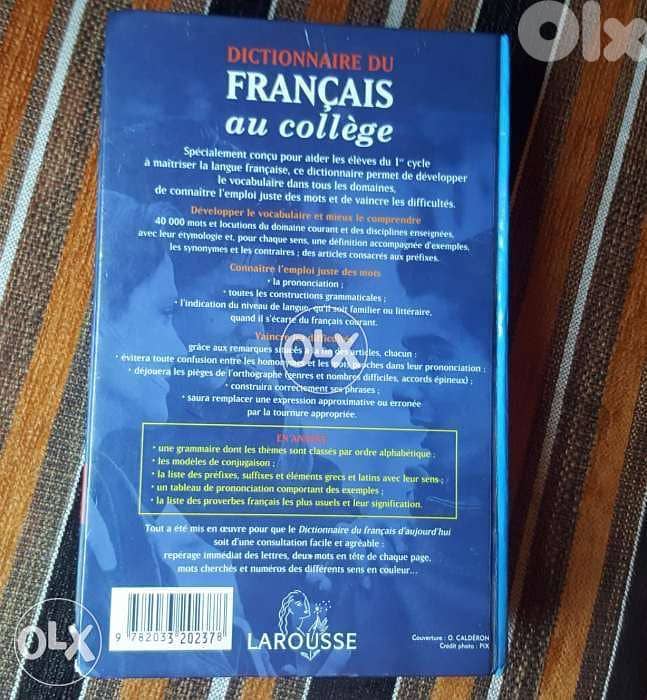 OLX
DICTIONNAIRE DU
FRANÇAIS
au collège
Spécialement conçu pour aider les élèves du 1er cycle
à maîtriser la langue française, ce dictionnaire permet de développer
le vocabulaire dans tous les domaines,
de connaître l'emploi juste des mots et de vaincre les difficultés.
Développer le vocabulaire et mieux le comprendre
40 000 mots et locutions du domaine courant et des disciplines enseignées,
avec leur étymologie et, pour chaque sens, une définition accompagnée d'exemples,
les synonymes et les contraires ; des articles consacrés aux préfixes.
Connaître l'emploi juste des mots
• la prononciation ;
• toutes les constructions grammaticales ;
• l'indication du niveau de langue, qu'il soit familier ou littéraire,
quand il s'écarte du français courant.
Vaincre
grâce aux remarques situées à la fin des articles, chacun :
• évitera toute confusion entre les et les dans leur prononciation ;
• déjouera les pièges de l'orthographe (genres et nombres difficiles, accords épineux) ;
• construira correctement ses phrases ;
• saura remplacer une expression approximative ou erronée
par la tournure appropriée.
OLX
EN ANNEXE
• une grammaire dont les thèmes sont classés par ordre alphabétique ;
• les modèles de conjugaison ;
• la liste des préfixes, suffixes et éléments grecs et latins avec leur sens ;
• un tableau de prononciation comportant des exemples ;
• la liste des proverbes français les plus usuels et leur signification.
Tout a été mis en œuvre pour que le Dictionnaire du français d'aujourd'hui
soit d'une consultation facile et agréable :
repérage immédiat des lettres, deux mots en tête de chaque page,
mots cherchés et numéros des différents sens en couleur...
9 782033 202378
OLX
LAROUSSE
Couverture : O. CALDÉRON
Crédit photo : PIX